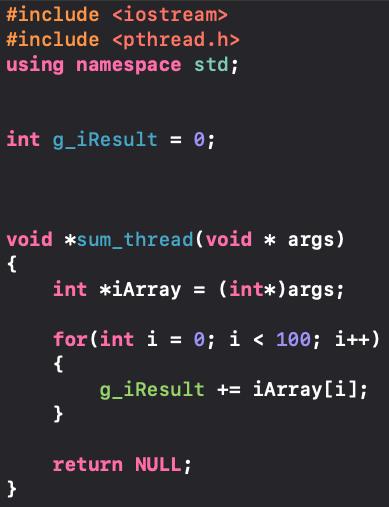 #include <iostream>
#include <pthread.h>
using namespace std;
int g_iResult = 0;
void *sum_thread(void * args)
{
int *iArray = (int*)args;
for(int i = 0; i < 100; i++)
{
g_iResult += iArray[i];
}
return NULL;
}